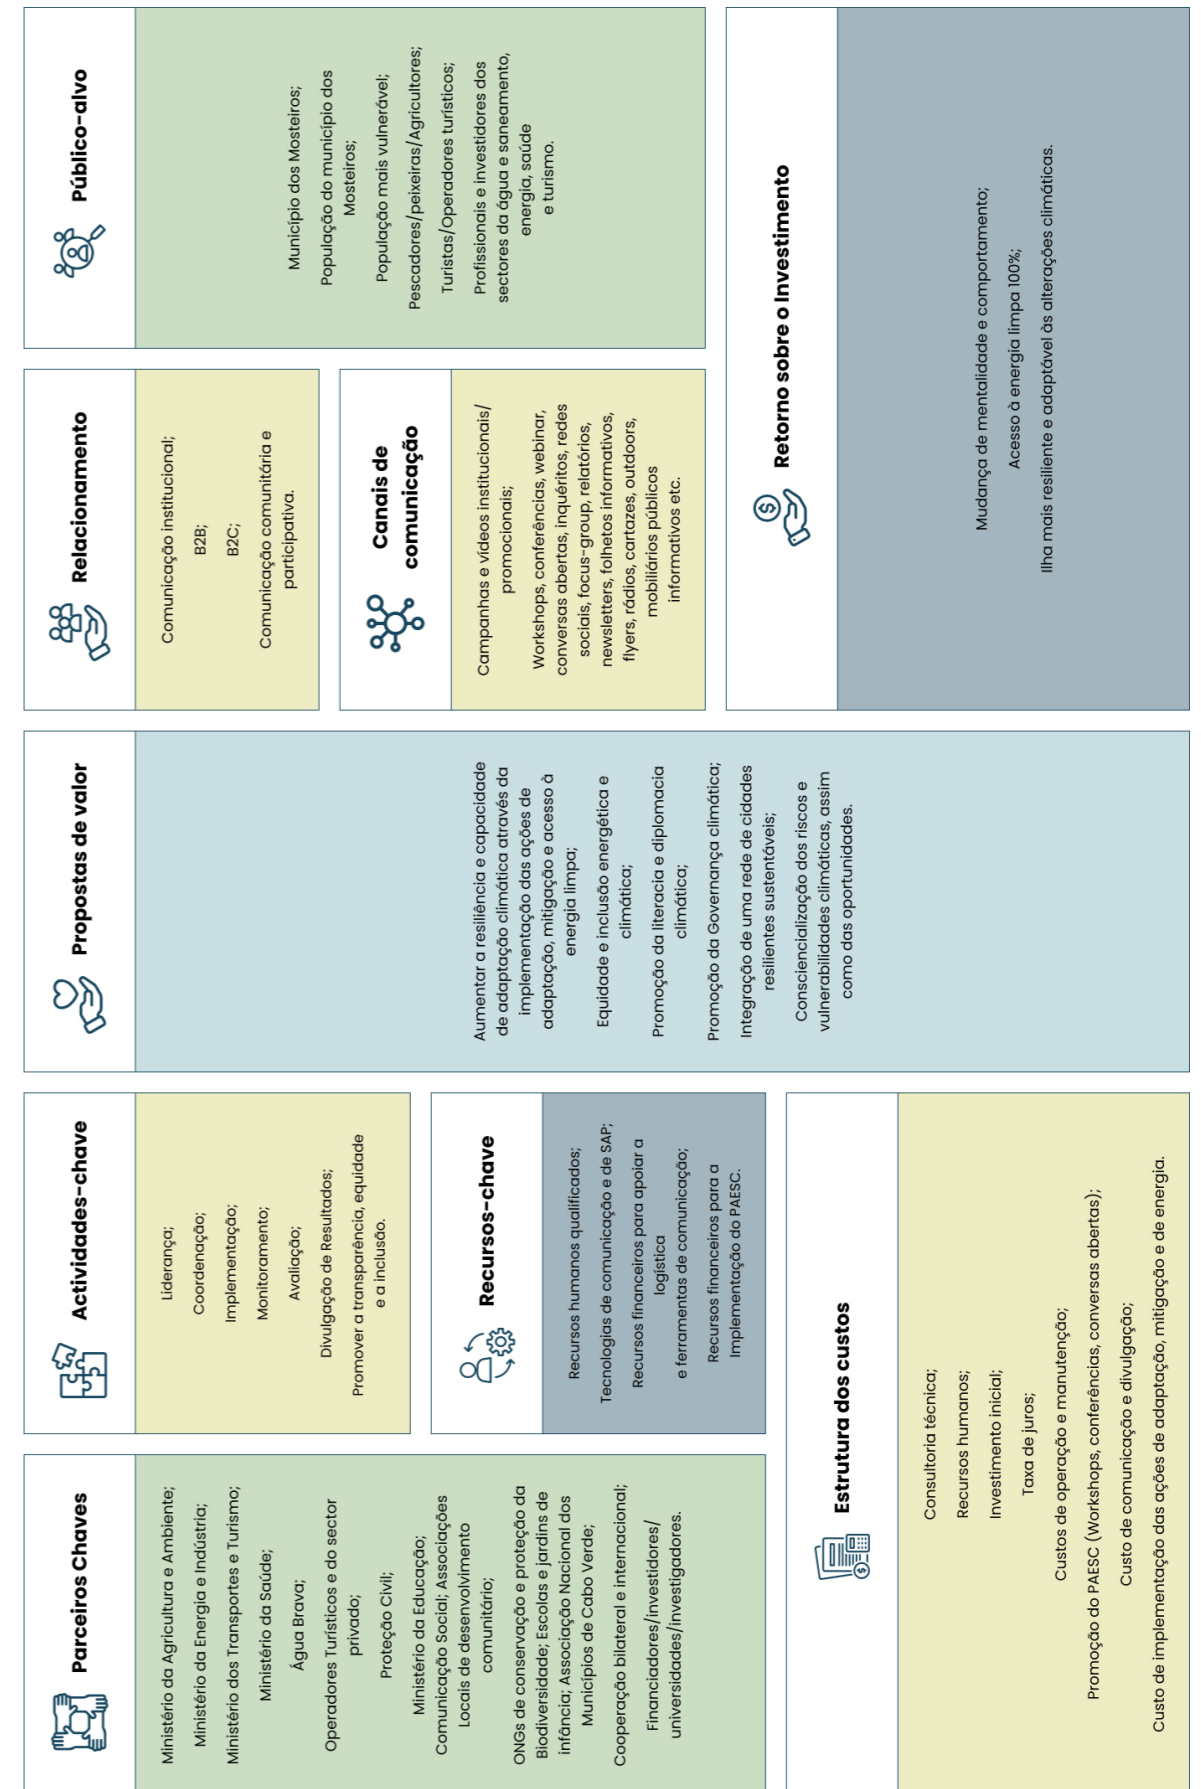 Parceiros Chaves
Ministério da Agricultura e Ambiente;
Ministério da Energia e Indústria;
Ministério dos Transportes e Turismo;
Ministério da Saúde;
Água Brava;
Operadores Turísticos e do sector
privado;
Proteção Civil;
Ministério da Educação;
Comunicação Social; Associações
Locais de desenvolvimento
comunitário;
ONGs de conservação e proteção da
Biodiversidade; Escolas e jardins de
infância; Associação Nacional dos
Municípios de Cabo Verde;
Cooperação bilateral e internacional;
Financiadores/investidores/
universidades/investigadores.
Actividades-chave
Liderança;
Coordenação;
Implementação;
Monitoramento;
Avaliação;
Divulgação de Resultados;
Promover a transparência, equidade
e a inclusão.
Recursos-chave
Recursos humanos qualificados;
Tecnologias de comunicação e de SAP;
Recursos financeiros para apoiar a
logística
e ferramentas de comunicação;
Recursos financeiros para a
Implementação do PAESC.
Propostas de valor
Aumentar a resiliência e capacidade
de adaptação climática através da
implementação das ações de
adaptação, mitigação e acesso à
energia limpa;
Equidade e inclusão energética e
climática;
Promoção da literacia e diplomacia
climática;
Promoção da Governança climática;
Integração de uma rede de cidades
resilientes sustentáveis;
Consciencialização dos riscos e
vulnerabilidades climáticas, assim
como das oportunidades.
Relacionamento
Comunicação institucional;
B2B;
B2C;
Comunicação comunitária e
participativa.
Canais de
comunicação
Campanhas e vídeos institucionais/
promocionais;
Workshops, conferências, webinar,
conversas abertas, inquéritos, redes
sociais, focus-group, relatórios,
newsletters, folhetos informativos,
flyers, rádios, cartazes, outdoors,
mobiliários públicos
informativos etc.
Público-alvo
Município dos Mosteiros;
População do município dos
Mosteiros;
População mais vulnerável;
Pescadores/peixeiras/Agricultores;
Turistas/Operadores turísticos;
Profissionais e investidores dos
sectores da água e saneamento,
energia, saúde
e turismo.
Estrutura dos custos
Consultoria técnica;
Recursos humanos;
Investimento inicial;
Taxa de juros;
Custos de operação e manutenção;
Promoção do PAESC (Workshops, conferências, conversas abertas);
Custo de comunicação e divulgação;
Custo de implementação das ações de adaptação, mitigação e de energia.
Retorno sobre o Investimento
Mudança de mentalidade e comportamento;
Acesso à energia limpa 100%;
Ilha mais resiliente e adaptável às alterações climáticas.